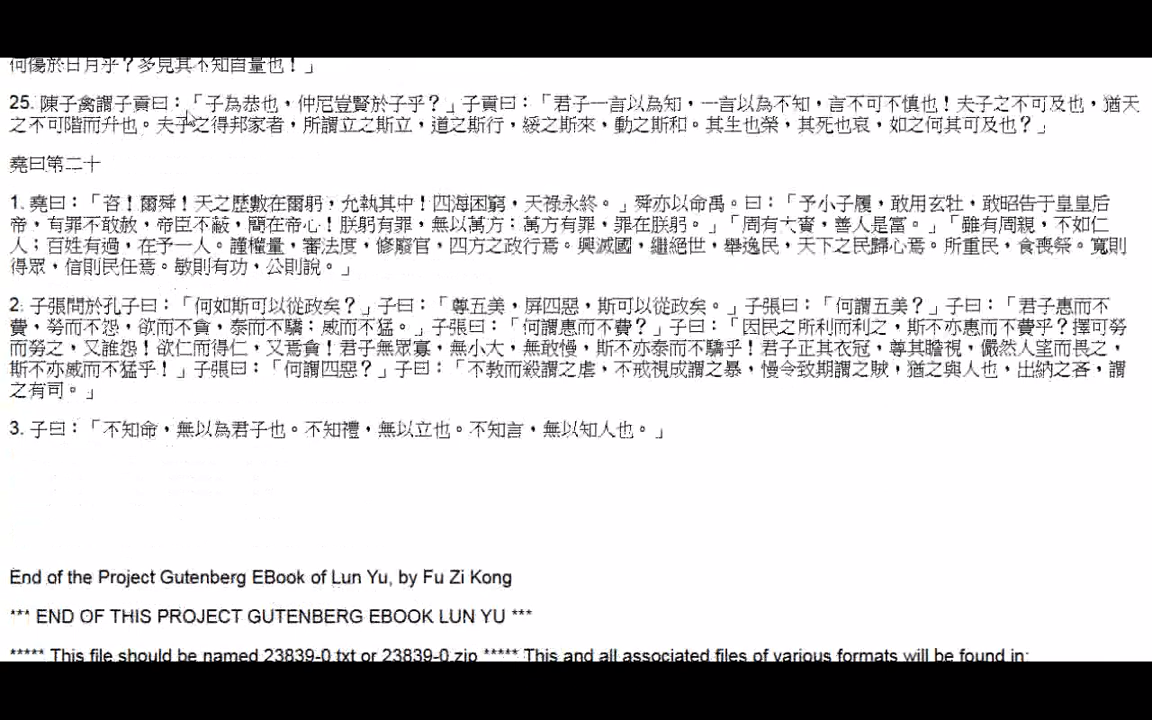 何傷於日月乎？多見其不知自量也！」
25. 陳子禽謂子貢曰：「子為恭也，仲尼豈賢於子乎？」子貢曰：「君子一言以為知，一言以為不知，言不可不慎也！夫子之不可及也，猶天
之不可階而升也。夫子之得邦家者，所謂立之斯立，道之斯行，綏之斯來，動之斯和。其生也榮，其死也哀，如之何其可及也？」
堯曰第二十
1. 堯曰：「咨！爾舜！天之歷數在爾躬，允執其中！四海困窮，天祿永終。」舜亦以命禹。曰：「予小子履，敢用玄牡，敢昭告于皇皇后
帝，有罪不敢赦，帝臣不蔽，簡在帝心！朕躬有罪，無以萬方；萬方有罪，罪在朕躬。」「周有大賚，善人是富。」「雖有周親，不如仁
人；百姓有過，在予一人。謹權量，審法度，修廢官，四方之政行焉。興滅國，繼絕世，舉逸民，天下之民歸心焉。所重民，食喪祭。寬則
得眾，信則民任焉。敏則有功，公則說。」
2. 子張問於孔子曰：「何如斯可以從政矣？」子曰：「尊五美，屏四惡，斯可以從政矣。」子張曰：「何謂五美？」子曰：「君子惠而不
費，勞而不怨，欲而不貪，泰而不驕；威而不猛。」子張曰：「何謂惠而不費？」子曰：「因民之所利而利之，斯不亦惠而不費乎？擇可勞
而勞之，又誰怨！欲仁而得仁，又焉貪！君子無眾寡，無小大，無敢慢，斯不亦泰而不驕乎！君子正其衣冠，尊其瞻視，儼然人望而畏之，
斯不亦威而不猛乎！」子張曰：「何謂四惡？」子曰：「不教而殺謂之虐，不戒視成謂之暴，慢令致期謂之賊，猶之與人也，出納之吝，謂
之有司。」
3. 子曰：「不知命，無以為君子也。不知禮，無以立也。不知言，無以知人也。」
End of the Project Gutenberg EBook of Lun Yu, by Fu Zi Kong
*** END OF THIS PROJECT GUTENBERG EBOOK LUN YU ***
***** This file should be named 23839-0.txt or 23839-0.zip ***** This and all associated files of various formats will be found in: